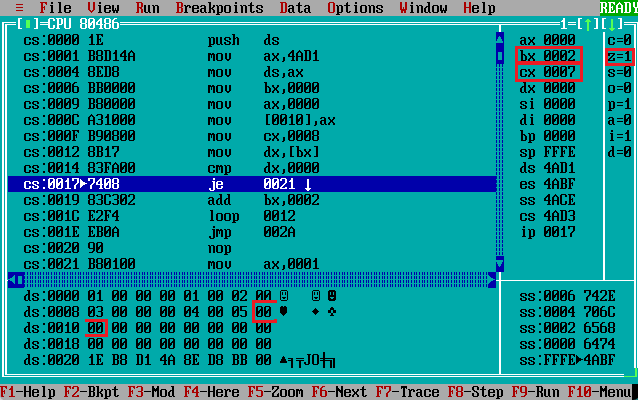 ≡ File View Run Breakpoints Data Options Window Help READY
[■]=CPU 80486 1=[↑][↓]
cs:0000 1E push ds ax 0000 c=0
cs:0001 B8D14A mov ax,4AD1 bx 0002 z=1
cs:0004 8ED8 mov ds,ax cx 0007 s=0
cs:0006 BB0000 mov bx,0000 dx 0000 o=0
cs:0009 B80000 mov ax,0000 si 0000 p=1
cs:000C A31000 mov [0010],ax di 0000 a=0
cs:000F B90800 mov cx,0008 bp 0000 i=1
cs:0012 8B17 mov dx,[bx] sp FFFE d=0
cs:0014 83FA00 cmp dx,0000 ds 4AD1
cs:0017►7408 je 0021 ↓ es 4ABF
cs:0019 83C302 add bx,0002 ss 4ACE
cs:001C E2F4 loop 0012 cs 4AD3
cs:001E EB0A jmp 002A ip 0017
cs:0020 90 nop
cs:0021 B80100 mov ax,0001
ds:0000 01 00 00 00 01 00 02 00 ☺ ☺ ☻ ss:0006 742E
ds:0008 03 00 00 00 04 00 05 00 ♥ ♦ ♣ ss:0004 706C
ds:0010 00 00 00 00 00 00 00 00 ss:0002 6568
ds:0018 00 00 00 00 00 00 00 00 ss:0000 6474
ds:0020 1E B8 D1 4A 8E D8 BB 00 ▲╕╤JÄ╪╗ ss:FFFE►4ABF
F1-Help F2-Bkpt F3-Mod F4-Here F5-Zoom F6-Next F7-Trace F8-Step F9-Run F10-Menu